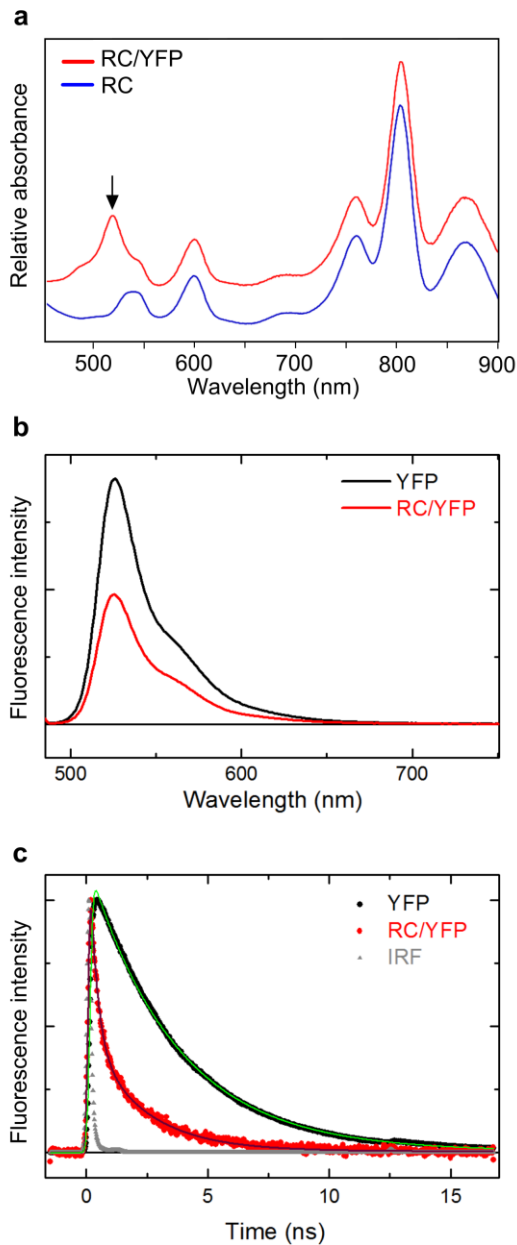 a
RC/YFP
RC
Relative absorbance
500 600 700 800 900
Wavelength (nm)
b
YFP
RC/YFP
Fluorescence intensity
500 600 700
Wavelength (nm)
c
YFP
RC/YFP
IRF
Fluorescence intensity
0 5 10 15
Time (ns)